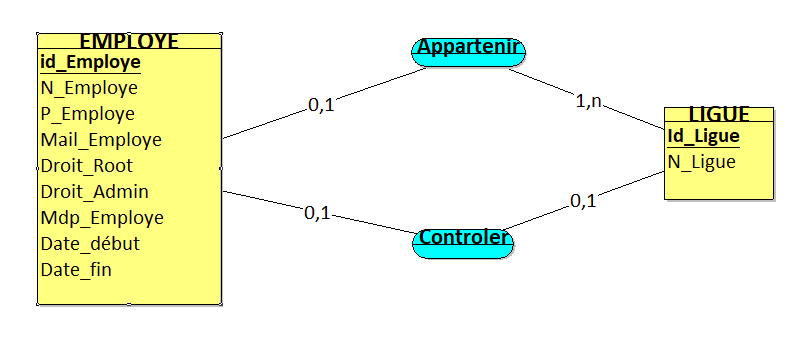 EMPLOYE
id_Employe
N_Employe
P_Employe
Mail_Employe
Droit_Root
Droit_Admin
Mdp_Employe
Date_début
Date_fin
Appartenir
0,1
1,n
0,1
0,1
Controler
LIGUE
Id_Ligue
N_Ligue